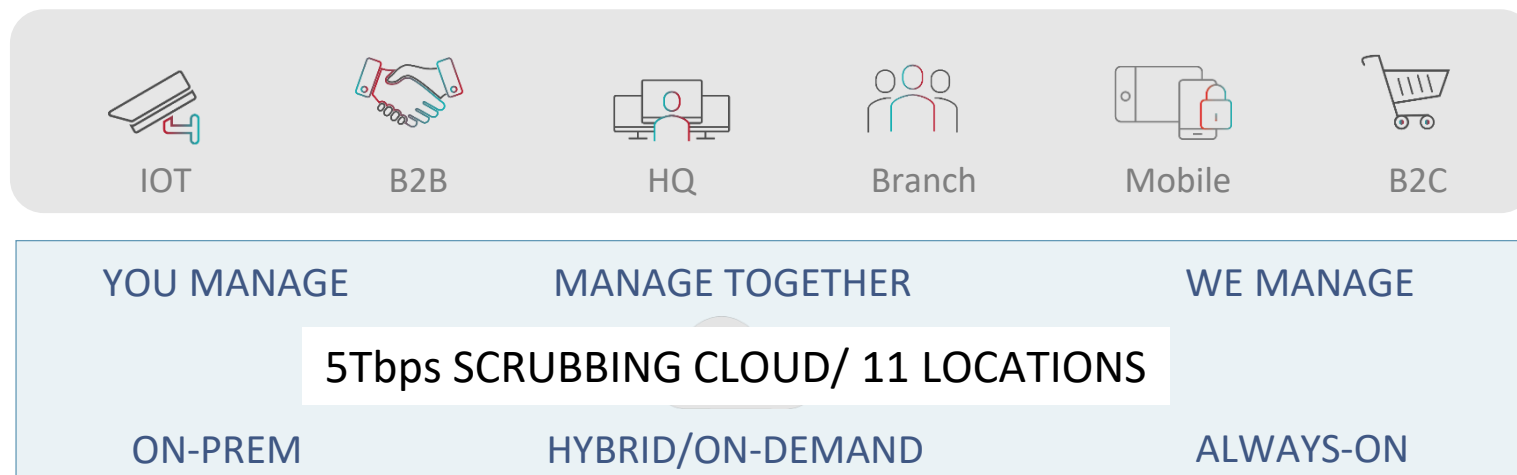 IOT B2B HQ Branch Mobile B2C
YOU MANAGE MANAGE TOGETHER WE MANAGE
5Tbps SCRUBBING CLOUD/ 11 LOCATIONS
ON-PREM HYBRID/ON-DEMAND ALWAYS-ON